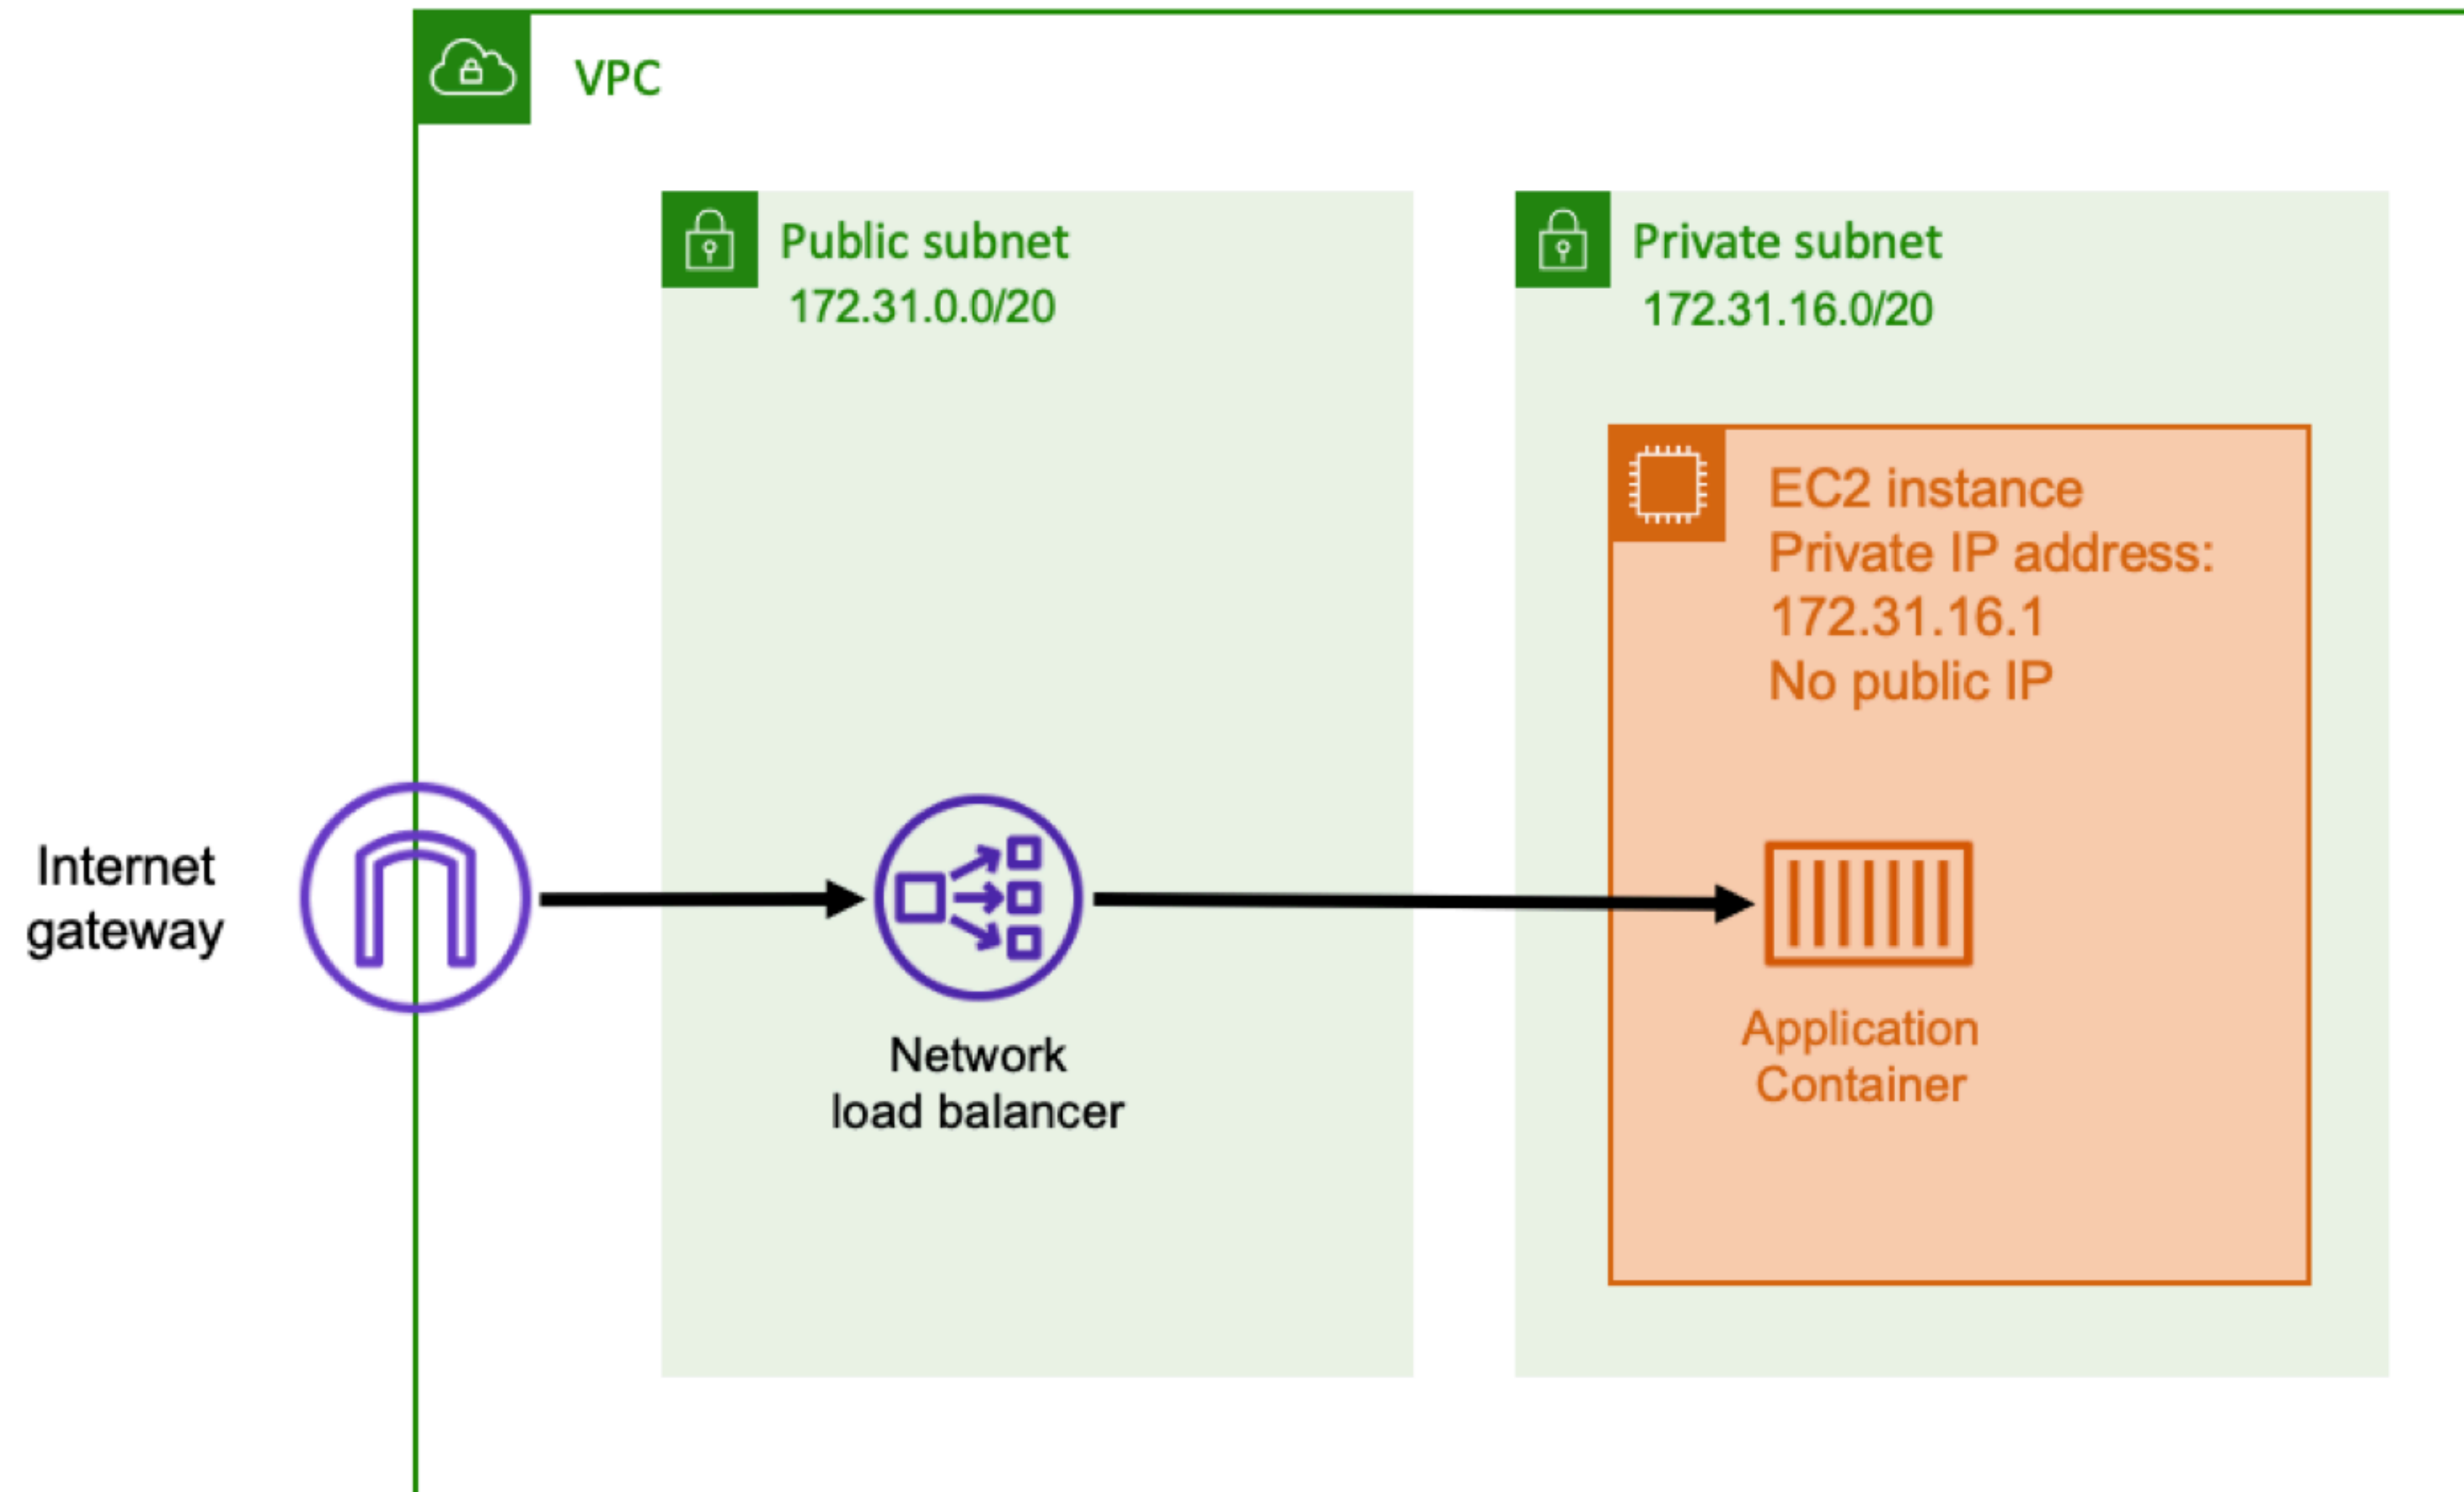 VPC
Public subnet
172.31.0.0/20
Private subnet
172.31.16.0/20
EC2 instance
Private IP address:
172.31.16.1
No public IP
Internet
gateway
Network
load balancer
Application
Container